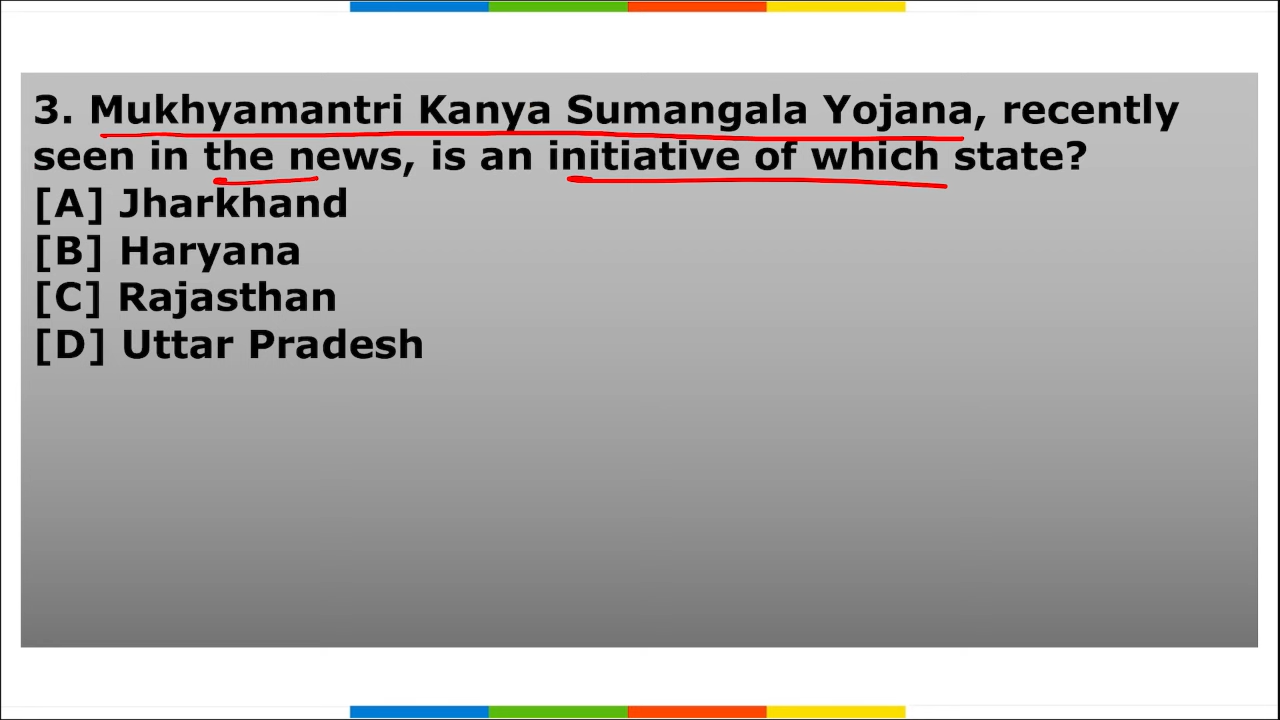 3. Mukhyamantri Kanya Sumangala Yojana, recently
seen in the news, is an initiative of which state?
[A] Jharkhand
[B] Haryana
[C] Rajasthan
[D] Uttar Pradesh